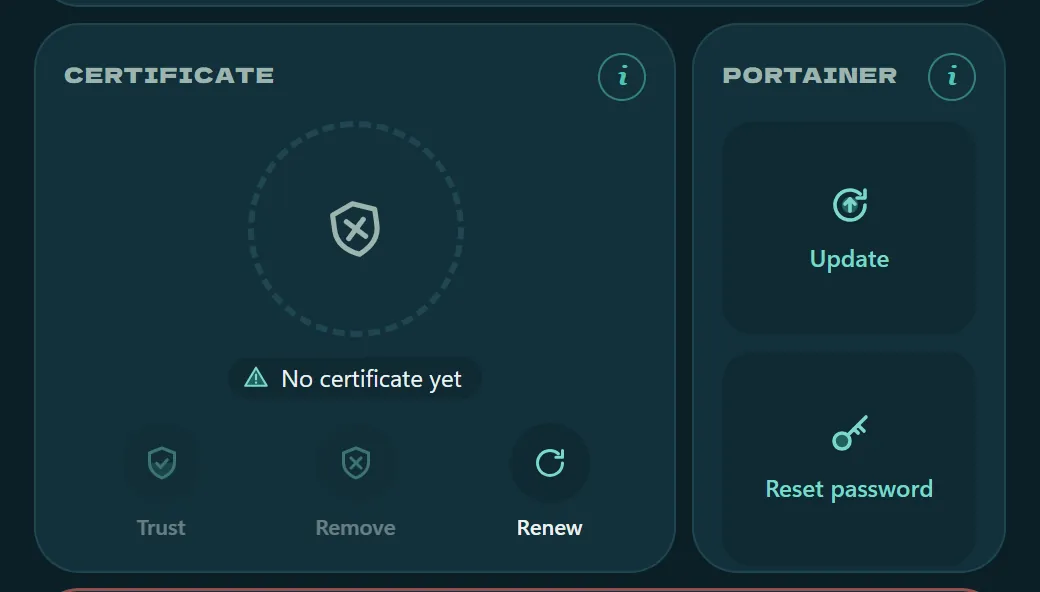 CERTIFICATE
i
No certificate yet
Trust
Remove
Renew
PORTAINER
i
Update
Reset password